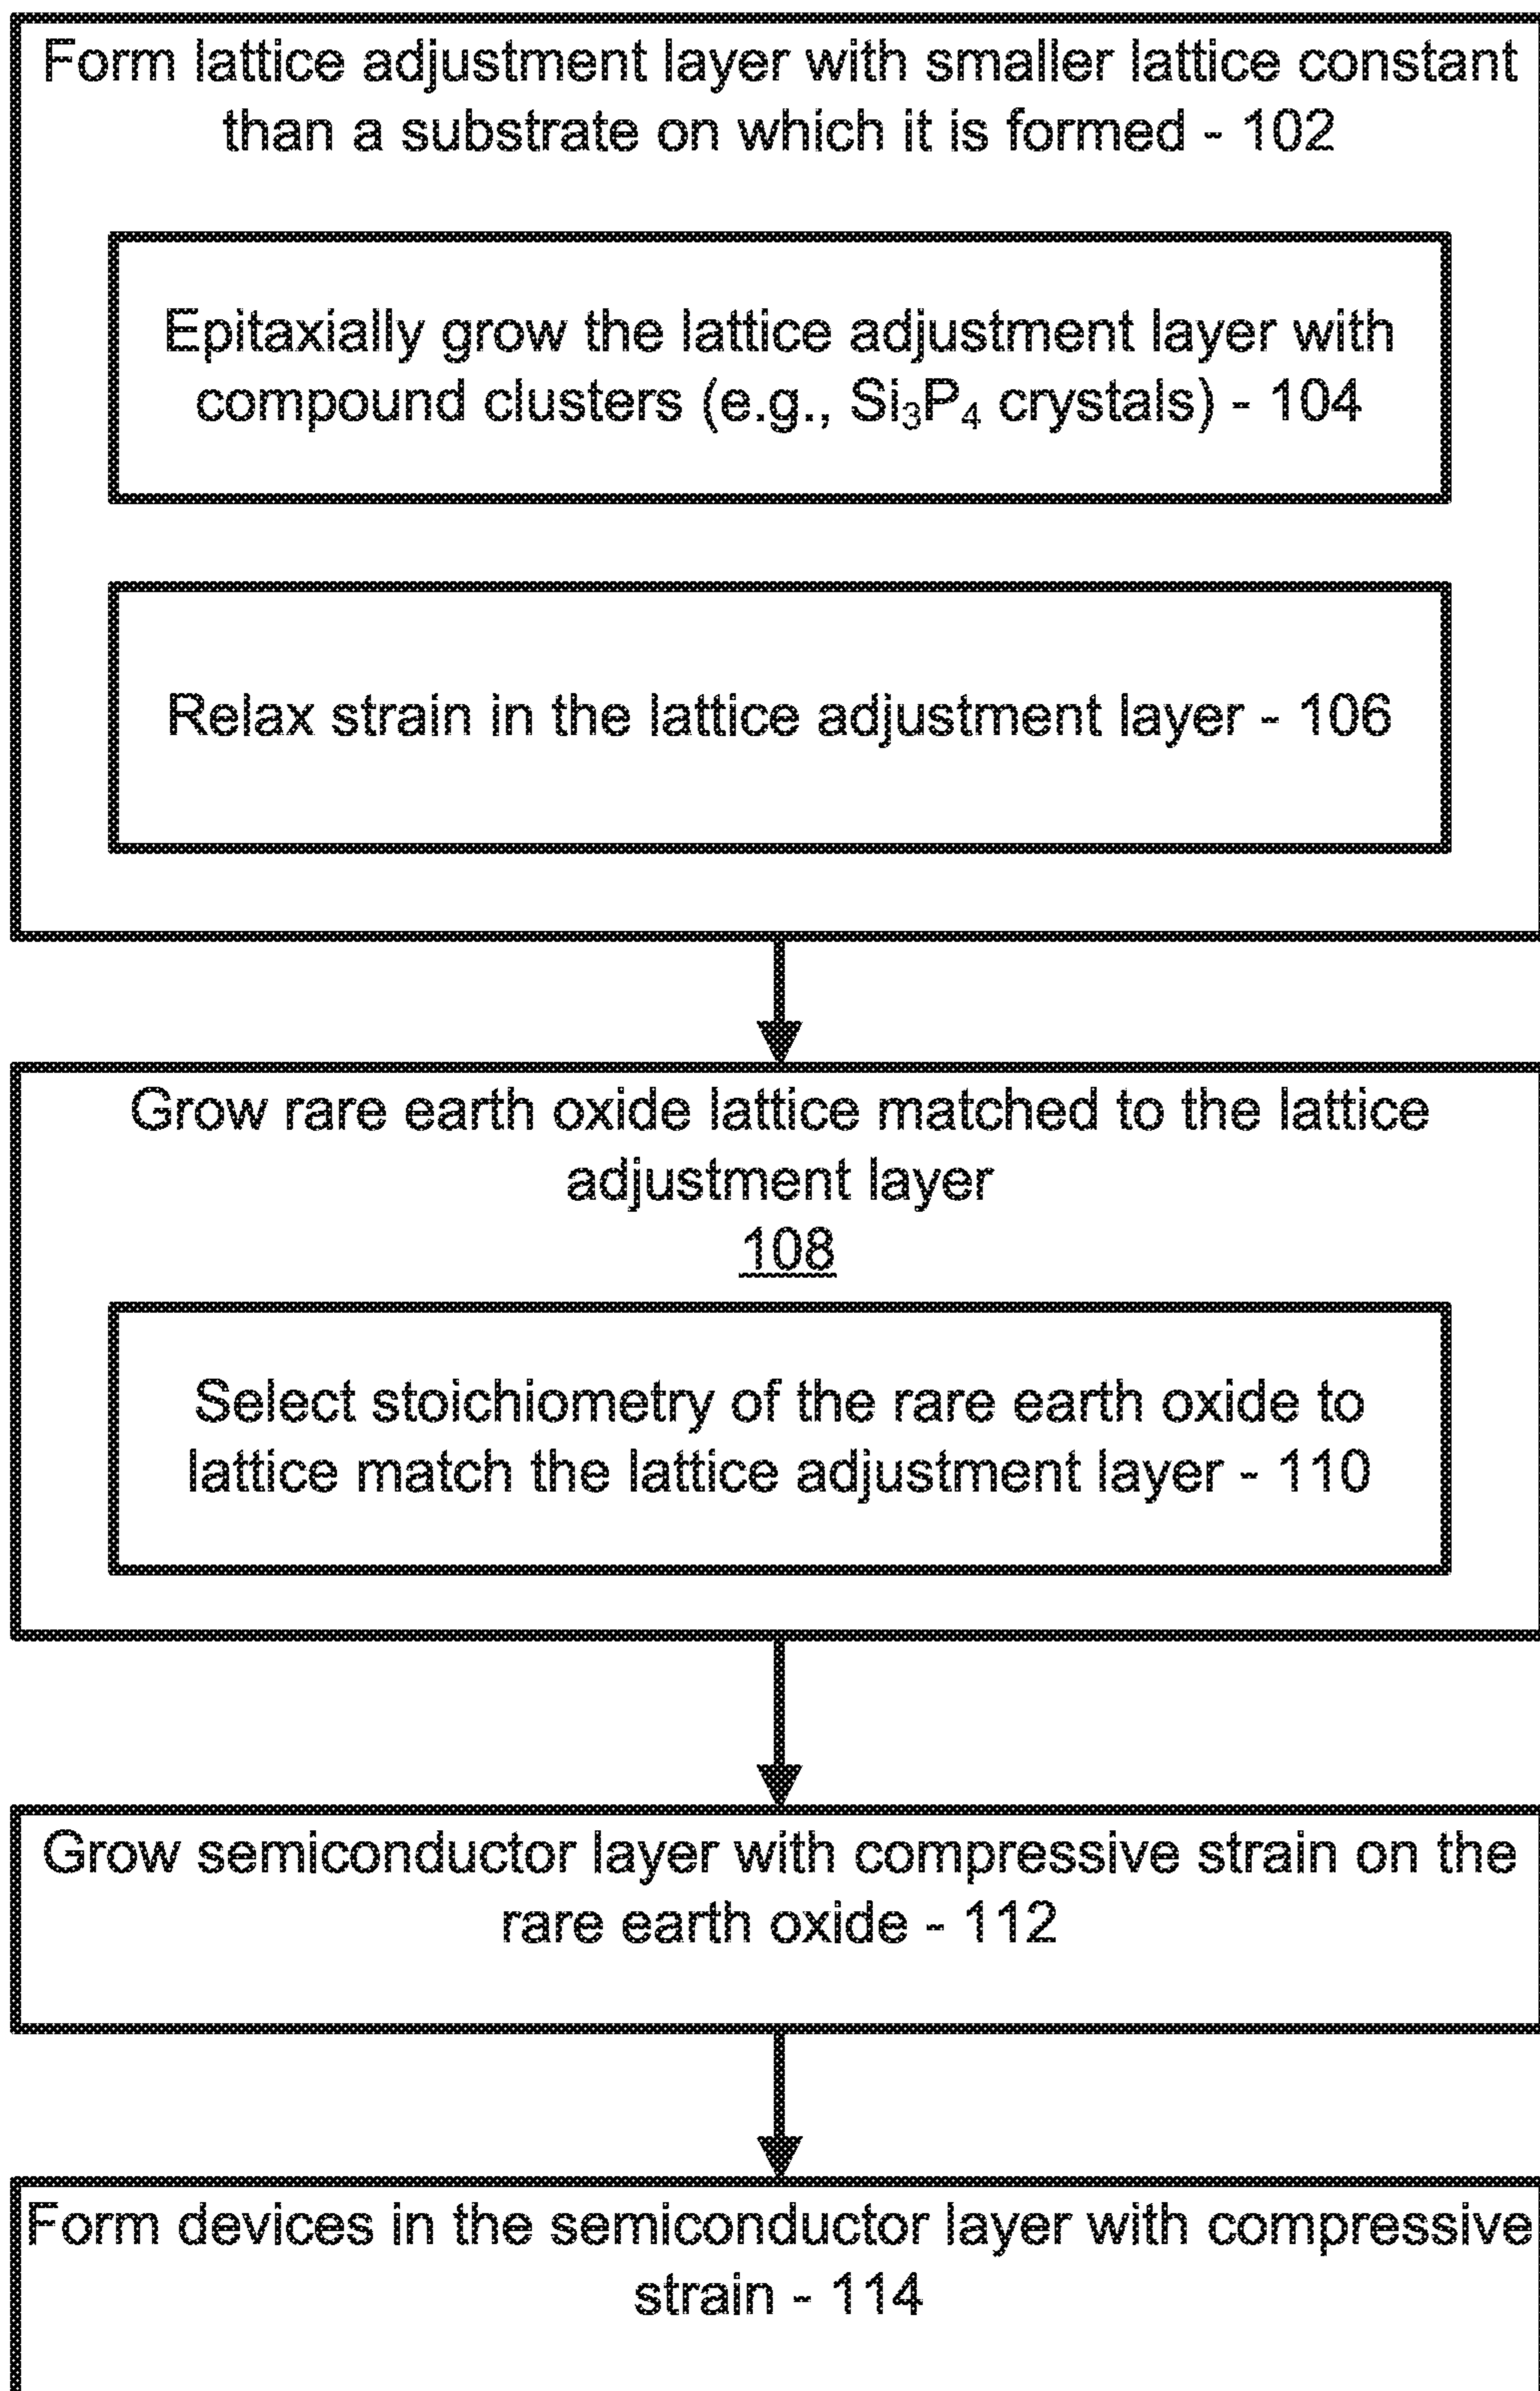 Form lattice adjustment layer with smaller lattice constant
than a substrate on which it is formed - 102
Epitaxially grow the lattice adjustment layer with
compound clusters (e.g., Si₃P₄ crystals) - 104
Relax strain in the lattice adjustment layer - 106
Grow rare earth oxide lattice matched to the lattice
adjustment layer
108
Select stoichiometry of the rare earth oxide to
lattice match the lattice adjustment layer - 110
Grow semiconductor layer with compressive strain on the
rare earth oxide - 112
Form devices in the semiconductor layer with compressive
strain - 114